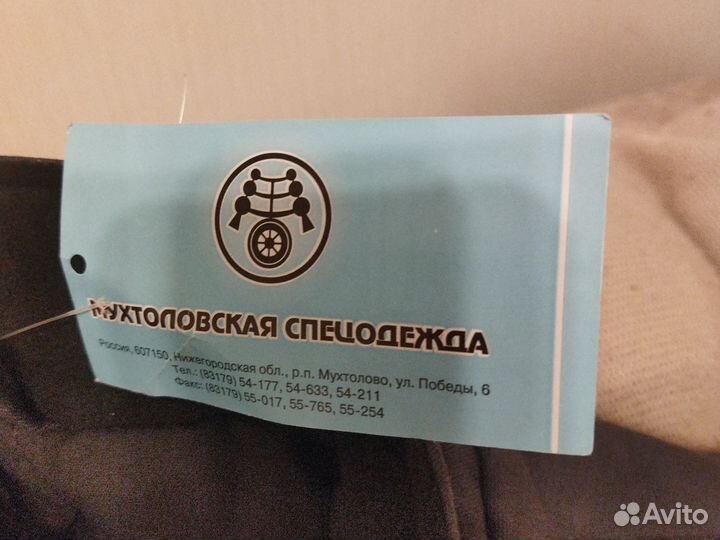 МУХТОЛОВСКАЯ СПЕЦОДЕЖДА
Россия, 607150, Нижегородская обл., р.п. Мухтолово, ул. Победы, 6
Тел.: (83179) 54-177, 54-633, 54-211
Факс: (83179) 55-017, 55-765, 55-254
Avito